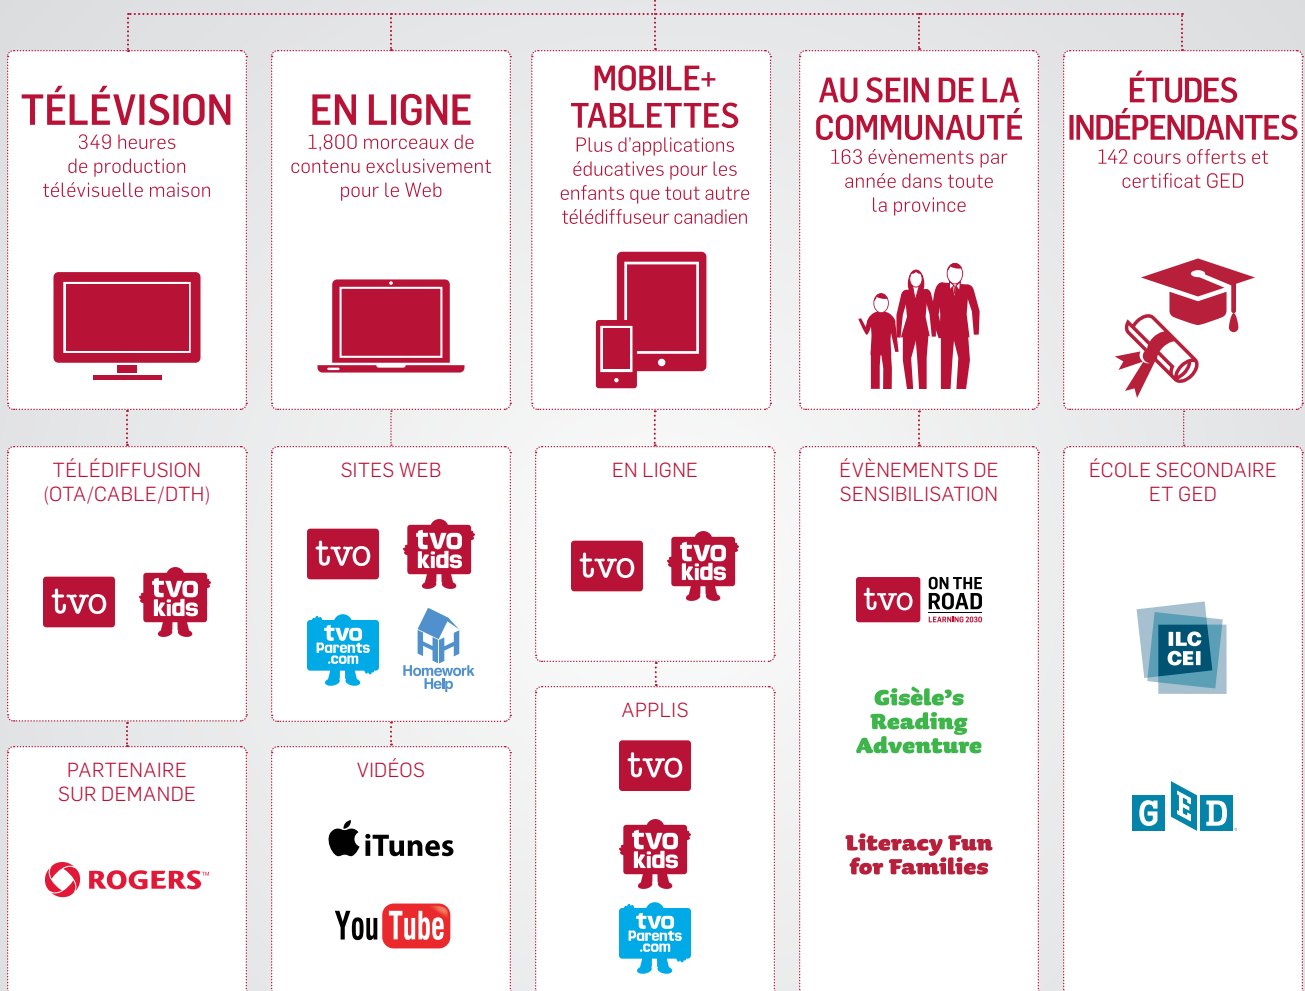 TÉLÉVISION
349 heures
de production
télévisuelle maison
EN LIGNE
1,800 morceaux de
contenu exclusivement
pour le Web
MOBILE+
TABLETTES
Plus d'applications
éducatives pour les
enfants que tout autre
télédiffuseur canadien
AU SEIN DE LA
COMMUNAUTÉ
163 évènements par
année dans toute
la province
ÉTUDES
INDÉPENDANTES
142 cours offerts et
certificat GED
TÉLÉDIFFUSION
(OTA/CABLE/DTH)
tvo
tvo
kids
PARTENAIRE
SUR DEMANDE
ROGERS™
SITES WEB
tvo
tvo
kids
tvo
Parents
.com
HH
Homework
Help
VIDÉOS
iTunes
YouTube
EN LIGNE
tvo
tvo
kids
APPLIS
tvo
tvo
kids
tvo
Parents
.com
ÉVÈNEMENTS DE
SENSIBILISATION
tvo
ON THE
ROAD
LEARNING 2030
Gisèle's
Reading
Adventure
Literacy Fun
for Families
ÉCOLE SECONDAIRE
ET GED
ILC
CEI
GED